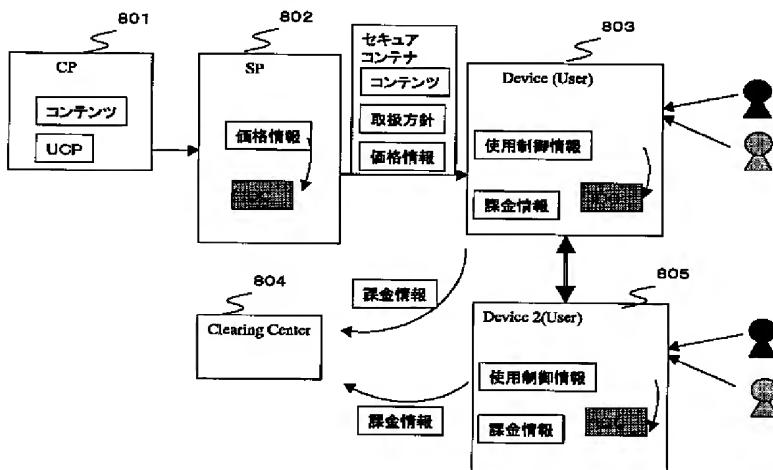 801
CP
コンテンツ
UCP
802
SP
価格情報
セキュア
コンテナ
コンテンツ
取扱方針
価格情報
803
Device (User)
使用制御情報
課金情報
804
Clearing Center
課金情報
課金情報
805
Device 2(User)
使用制御情報
課金情報